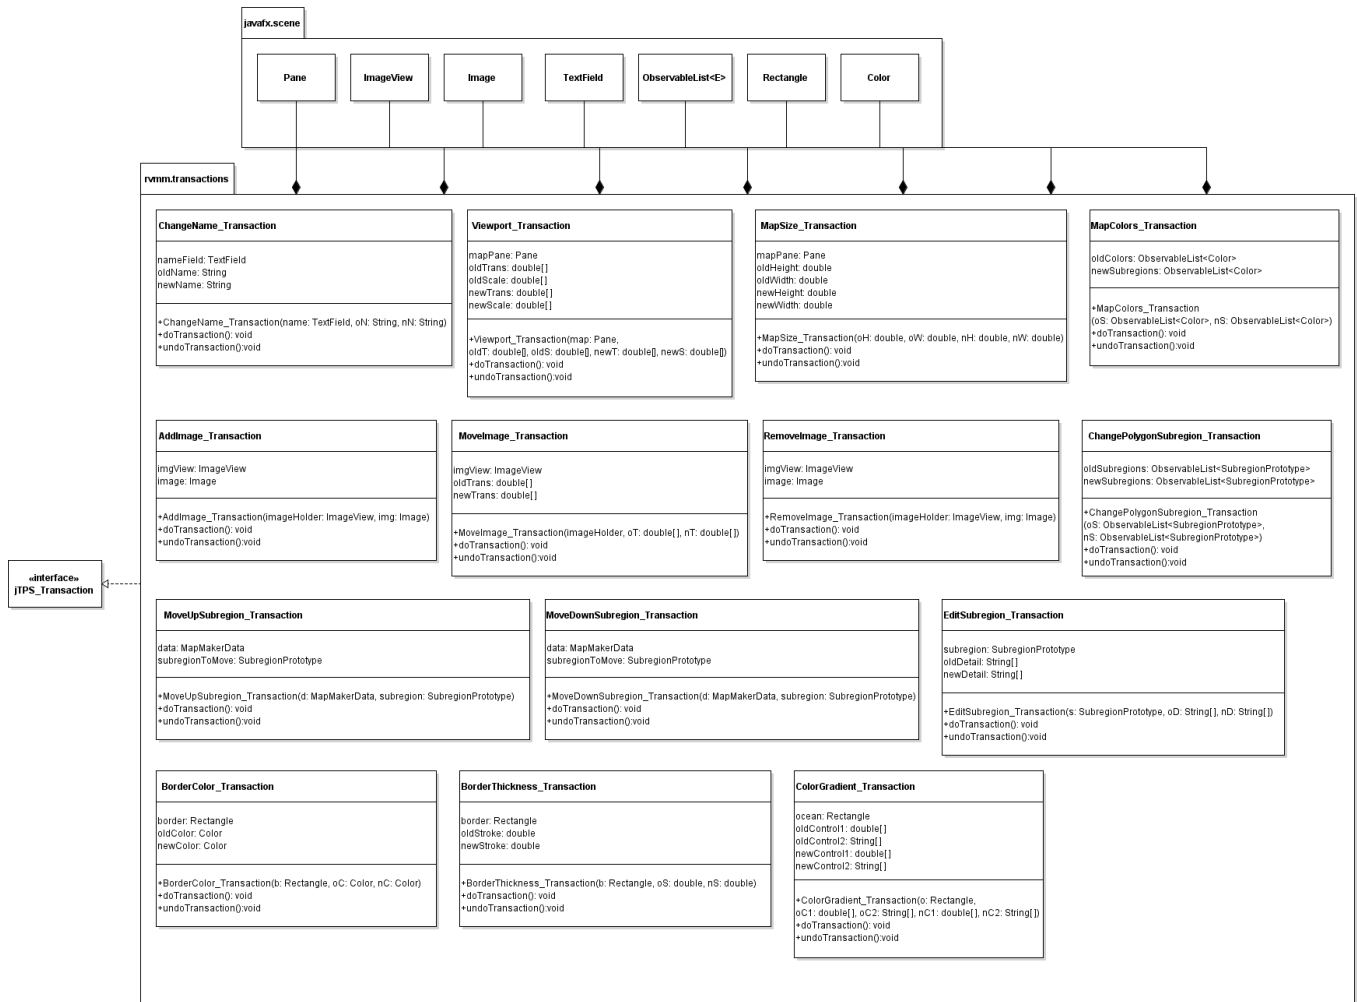 javafx.scene
Pane
ImageView
Image
TextField
ObservableList<E>
Rectangle
Color
rvmm.transactions
ChangeName_Transaction
nameField: TextField
oldName: String
newName: String
+ChangeName_Transaction(name: TextField, oN: String, nN: String)
+doTransaction(): void
+undoTransaction():void
Viewport_Transaction
mapPane: Pane
oldTrans: double[]
oldScale: double[]
newTrans: double[]
newScale: double[]
+Viewport_Transaction(map: Pane,
oldT: double[], oldS: double[], newT: double[], newS: double[])
+doTransaction(): void
+undoTransaction():void
MapSize_Transaction
mapPane: Pane
oldHeight: double
oldWidth: double
newHeight: double
newWidth: double
+MapSize_Transaction(oH: double, oW: double, nH: double, nW: double)
+doTransaction(): void
+undoTransaction():void
MapColors_Transaction
oldColors: ObservableList<Color>
newSubregions: ObservableList<Color>
+MapColors_Transaction
(oS: ObservableList<Color>, nS: ObservableList<Color>)
+doTransaction(): void
+undoTransaction():void
AddImage_Transaction
imgView: ImageView
image: Image
+AddImage_Transaction(imageHolder: ImageView, img: Image)
+doTransaction(): void
+undoTransaction():void
MoveImage_Transaction
imgView: ImageView
oldTrans: double[]
newTrans: double[]
+MoveImage_Transaction(imageHolder, oT: double[], nT: double[])
+doTransaction(): void
+undoTransaction():void
RemoveImage_Transaction
imgView: ImageView
image: Image
+RemoveImage_Transaction(imageHolder: ImageView, img: Image)
+doTransaction(): void
+undoTransaction():void
ChangePolygonSubregion_Transaction
oldSubregions: ObservableList<SubregionPrototype>
newSubregions: ObservableList<SubregionPrototype>
+ChangePolygonSubregion_Transaction
(oS: ObservableList<SubregionPrototype>,
nS: ObservableList<SubregionPrototype>)
+doTransaction(): void
+undoTransaction():void
«interface»
jTPS_Transaction
MoveUpSubregion_Transaction
data: MapMakerData
subregionToMove: SubregionPrototype
+MoveUpSubregion_Transaction(d: MapMakerData, subregion: SubregionPrototype)
+doTransaction(): void
+undoTransaction():void
MoveDownSubregion_Transaction
data: MapMakerData
subregionToMove: SubregionPrototype
+MoveDownSubregion_Transaction(d: MapMakerData, subregion: SubregionPrototype)
+doTransaction(): void
+undoTransaction():void
EditSubregion_Transaction
subregion: SubregionPrototype
oldDetail: String[]
newDetail: String[]
+EditSubregion_Transaction(s: SubregionPrototype, oD: String[], nD: String[])
+doTransaction(): void
+undoTransaction():void
BorderColor_Transaction
border: Rectangle
oldColor: Color
newColor: Color
+BorderColor_Transaction(b: Rectangle, oC: Color, nC: Color)
+doTransaction(): void
+undoTransaction():void
BorderThickness_Transaction
border: Rectangle
oldStroke: double
newStroke: double
+BorderThickness_Transaction(b: Rectangle, oS: double, nS: double)
+doTransaction(): void
+undoTransaction():void
ColorGradient_Transaction
ocean: Rectangle
oldControl1: double[]
oldControl2: String[]
newControl1: double[]
newControl2: String[]
+ColorGradient_Transaction(o: Rectangle,
oC1: double[], oC2: String[], nC1: double[], nC2: String[])
+doTransaction(): void
+undoTransaction():void